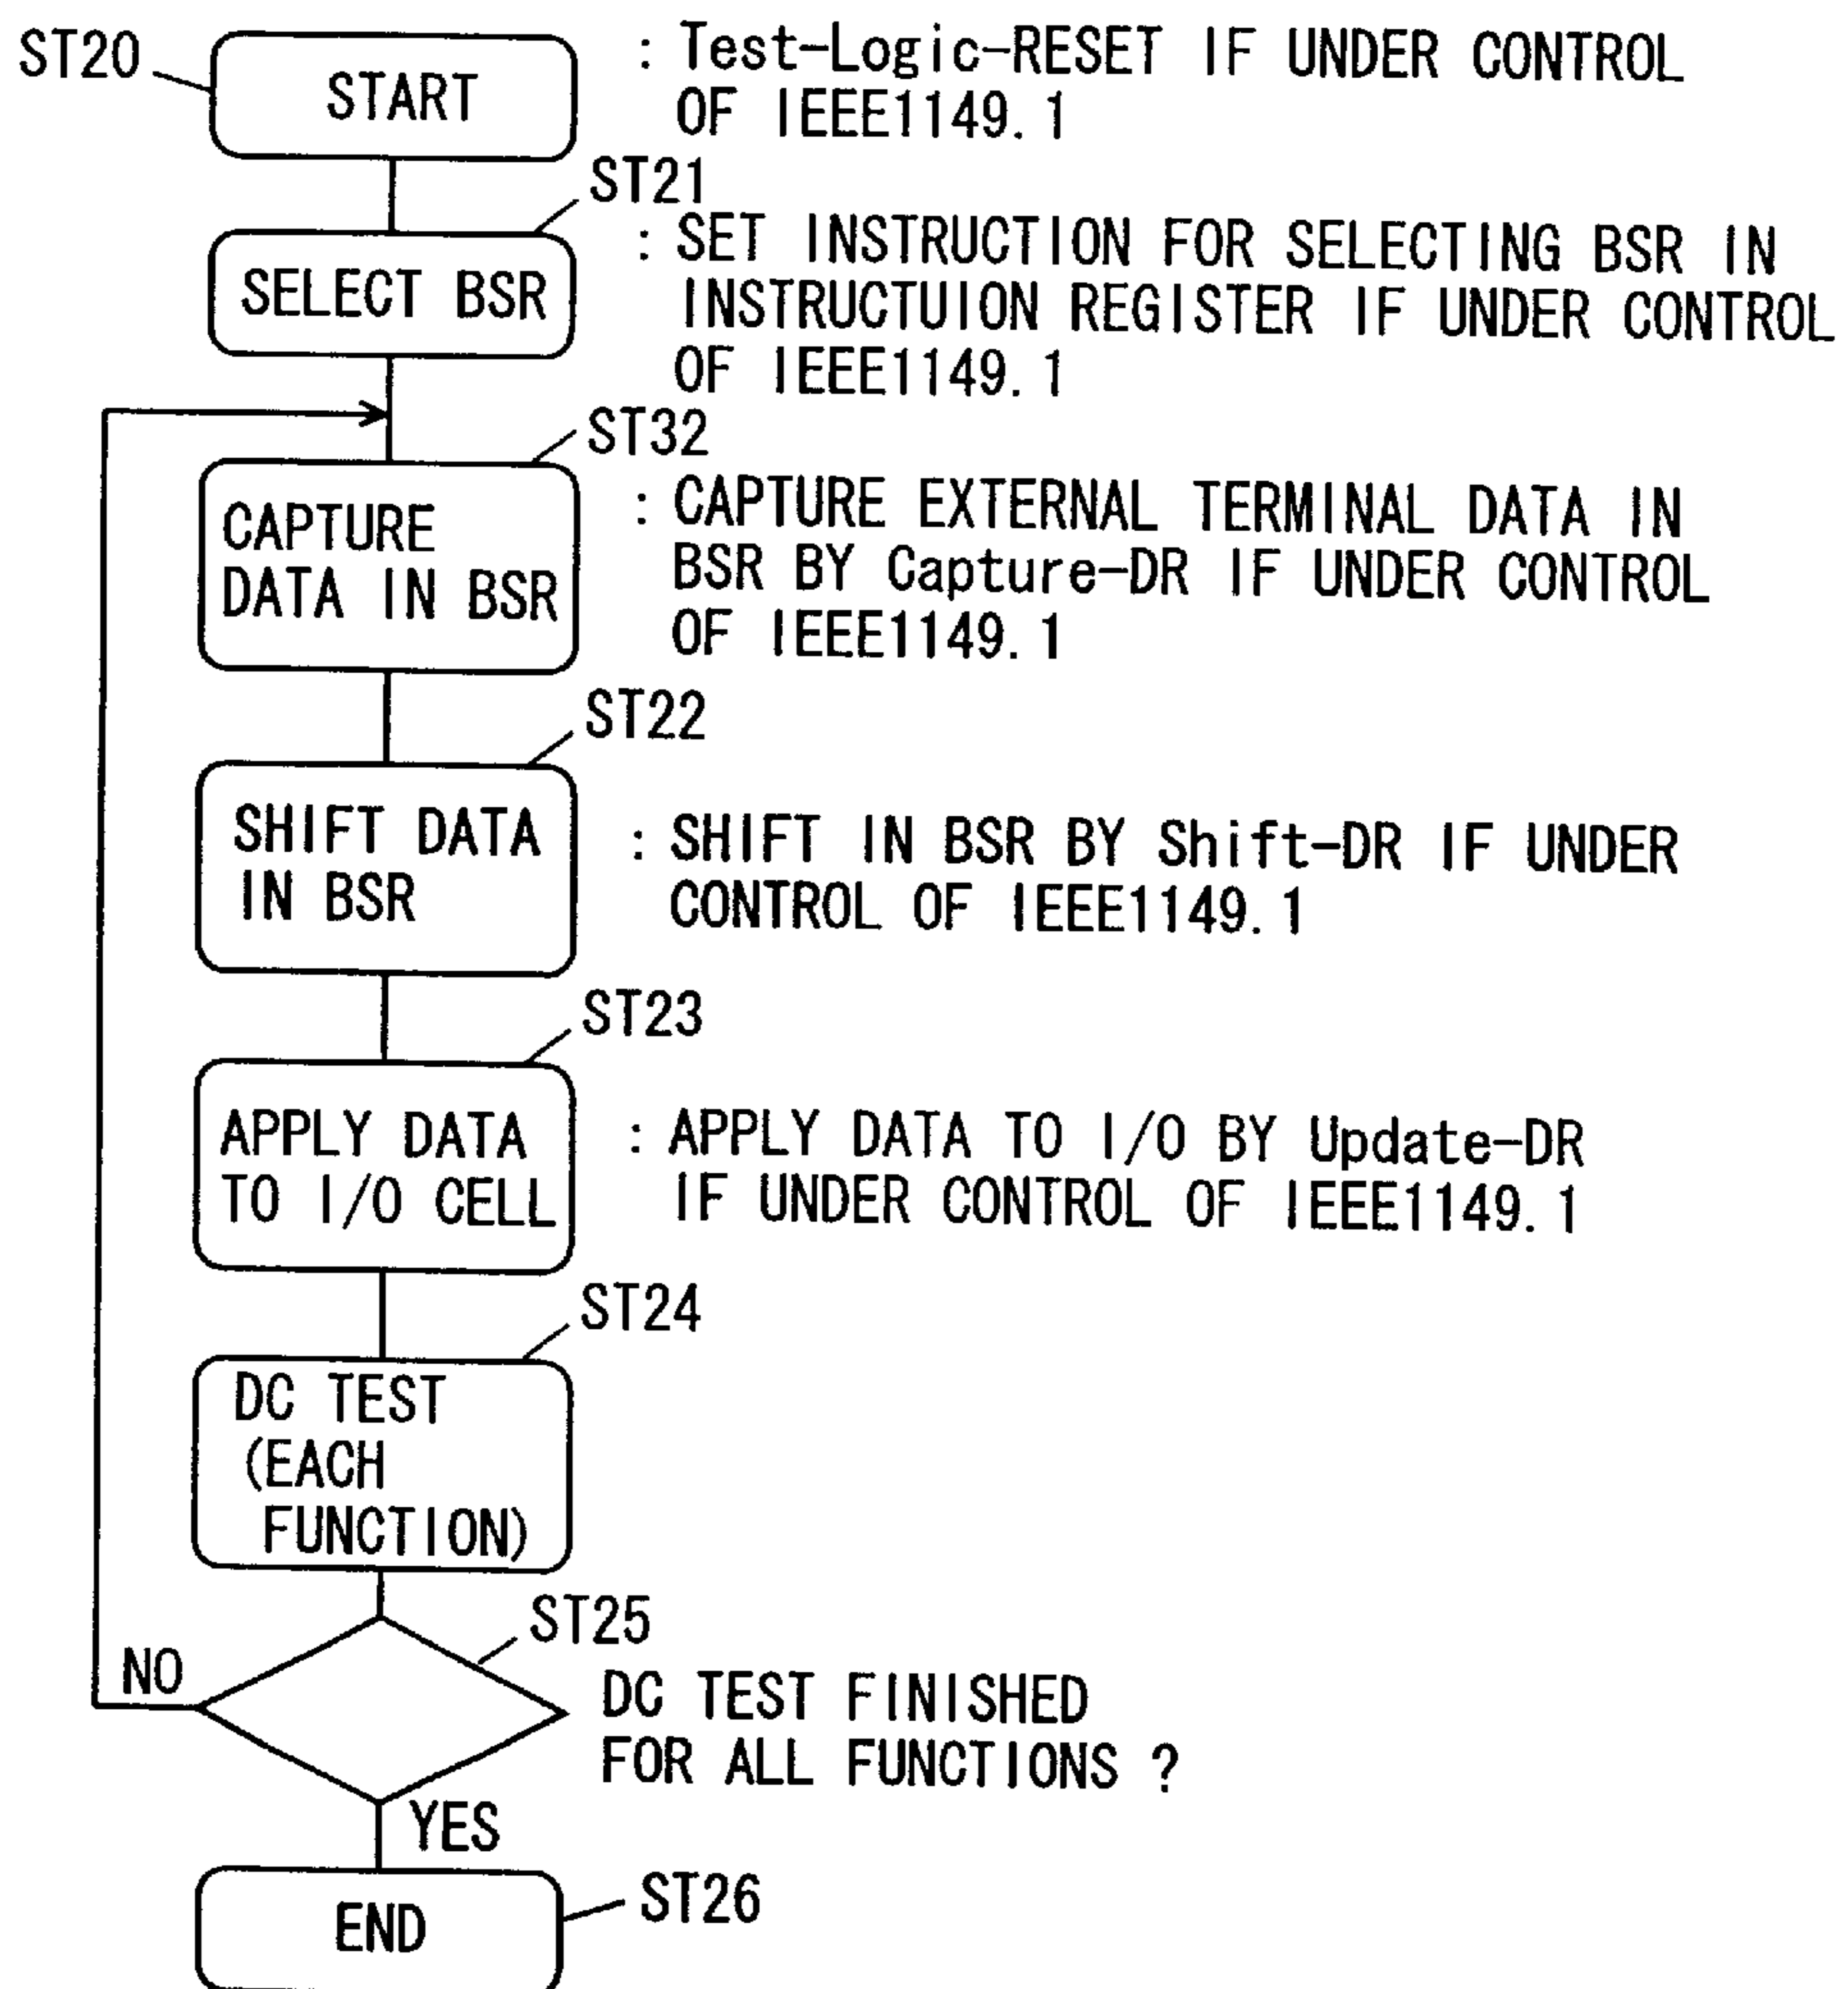 ST20
START
: Test-Logic-RESET IF UNDER CONTROL
OF IEEE1149.1
ST21
SELECT BSR
: SET INSTRUCTION FOR SELECTING BSR IN
INSTRUCTUION REGISTER IF UNDER CONTROL
OF IEEE1149.1
ST32
CAPTURE
DATA IN BSR
: CAPTURE EXTERNAL TERMINAL DATA IN
BSR BY Capture-DR IF UNDER CONTROL
OF IEEE1149.1
ST22
SHIFT DATA
IN BSR
: SHIFT IN BSR BY Shift-DR IF UNDER
CONTROL OF IEEE1149.1
ST23
APPLY DATA
TO I/O CELL
: APPLY DATA TO I/O BY Update-DR
IF UNDER CONTROL OF IEEE1149.1
ST24
DC TEST
(EACH
FUNCTION)
ST25
NO
DC TEST FINISHED
FOR ALL FUNCTIONS ?
YES
END
ST26